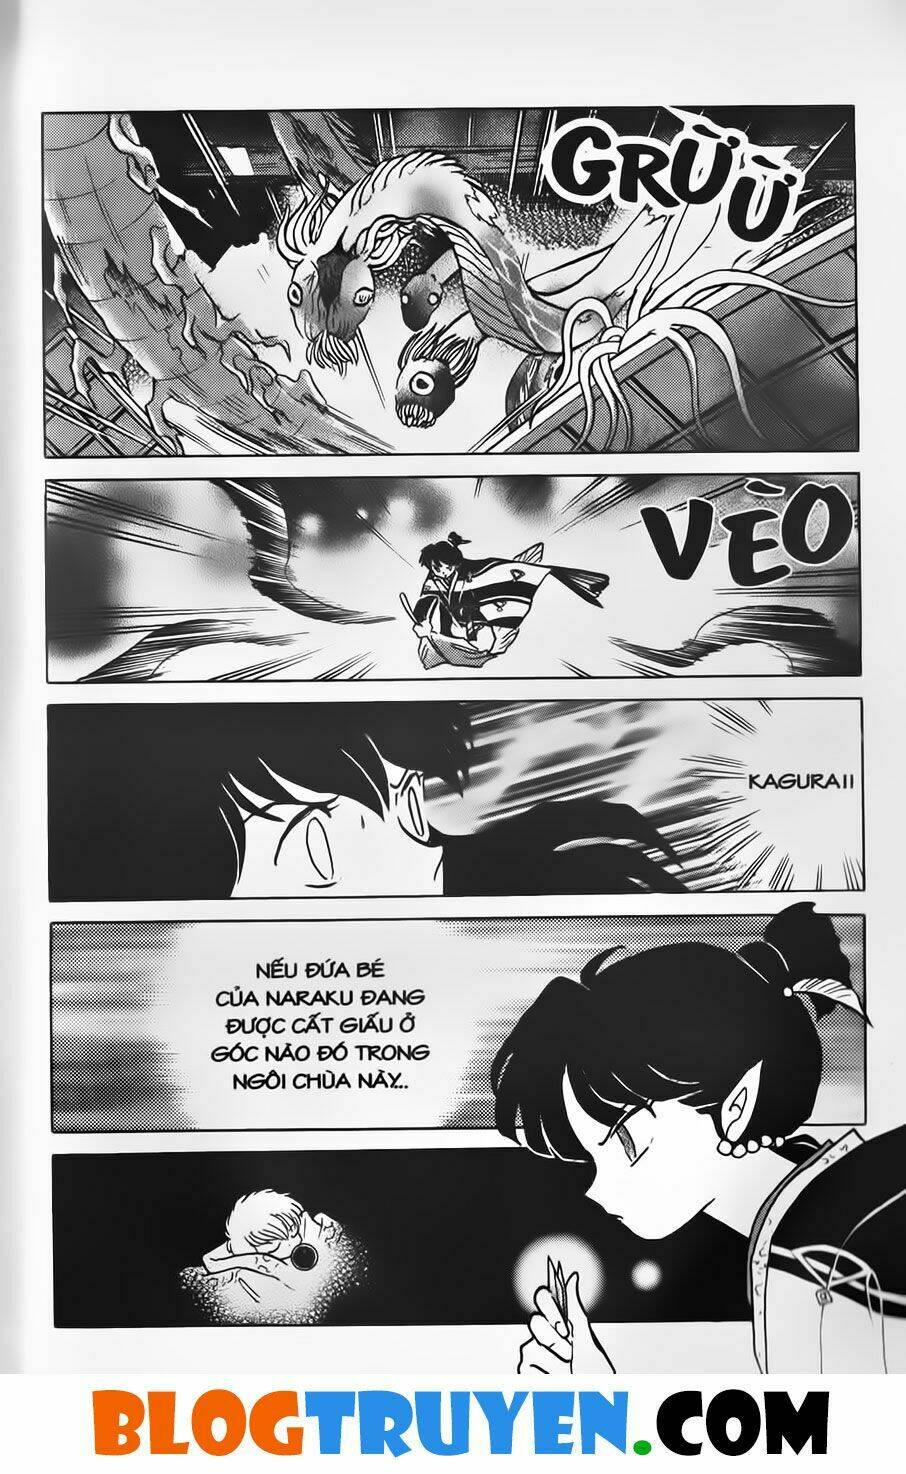 GRỪỪ
VÈO
KAGURA!!
NẾU ĐỨA BÉ
CỦA NARAKU ĐANG
ĐƯỢC CẤT GIẤU Ở
GÓC NÀO ĐÓ TRONG
NGÔI CHÙA NÀY...
BLOGTRUYEN.COM